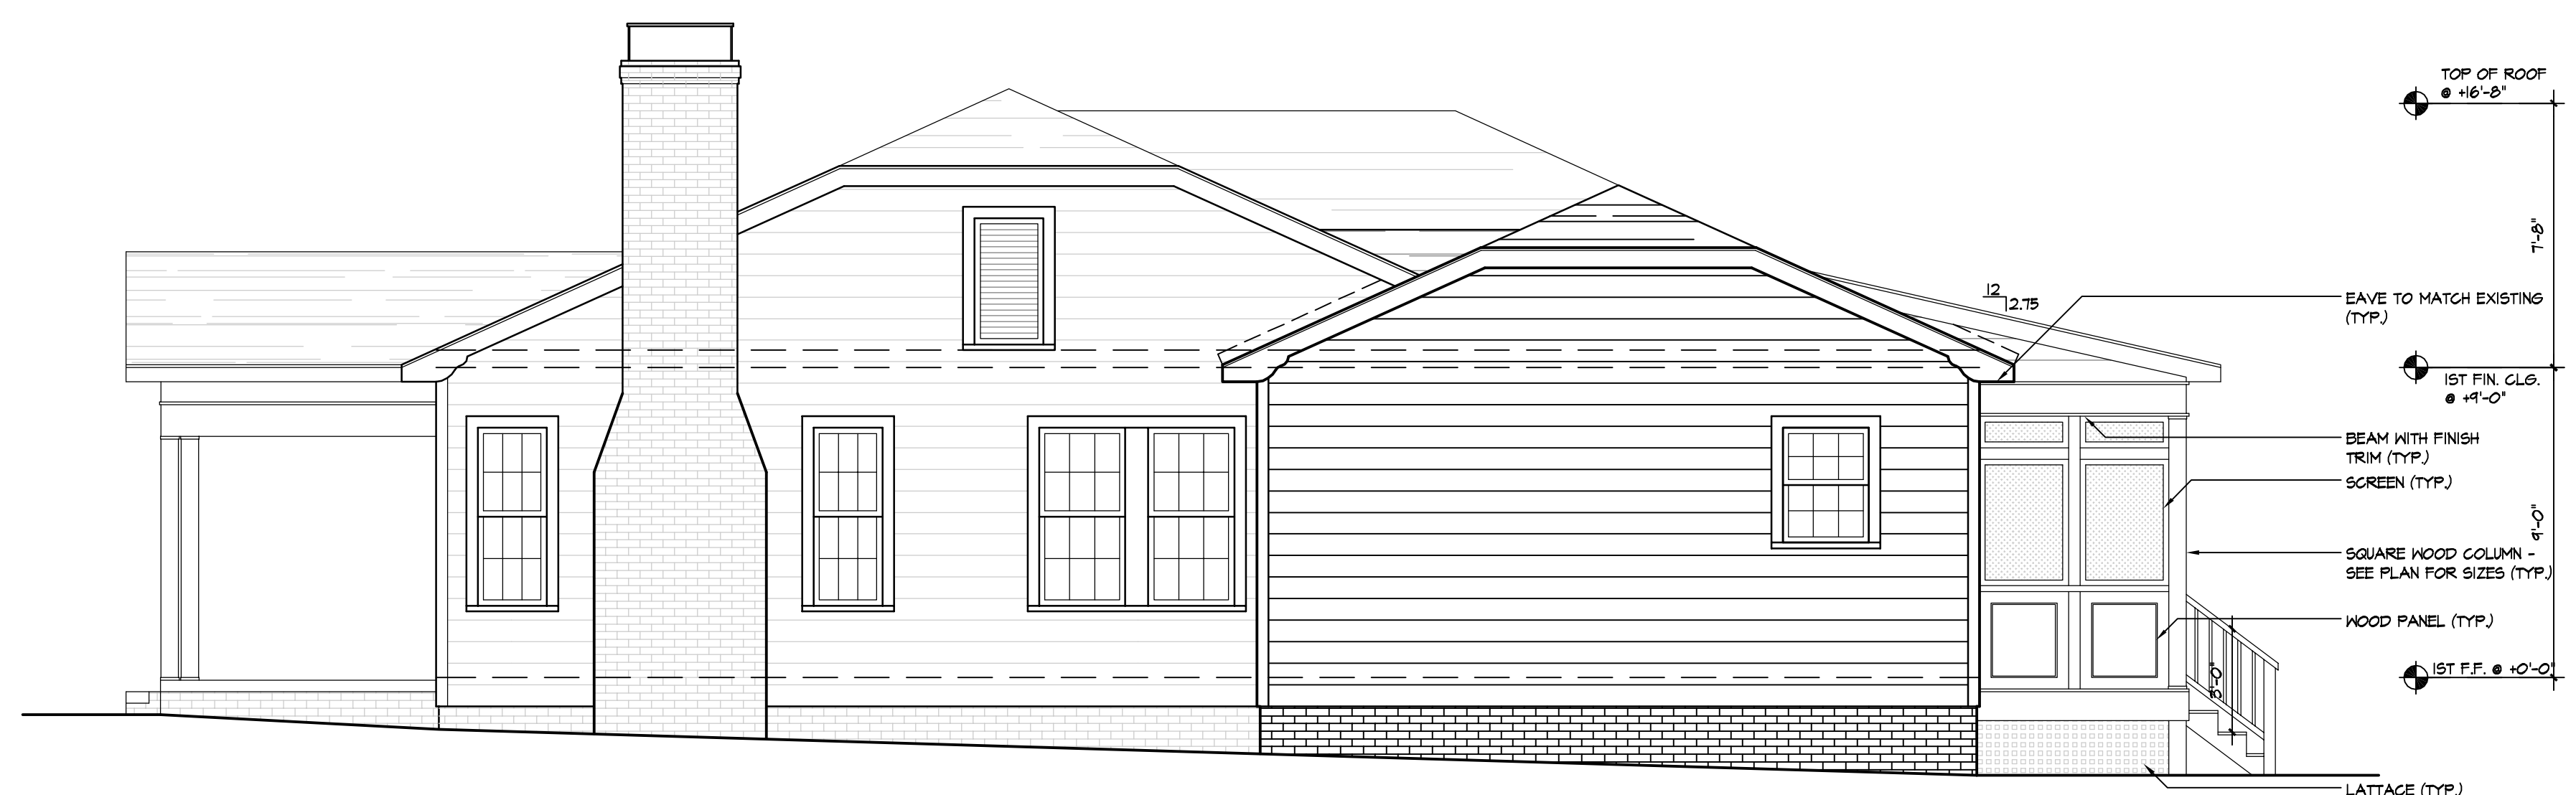 TOP OF ROOF
@ +16'-8"
7'-8"
12
2.75
EAVE TO MATCH EXISTING
(TYP.)
1ST FIN. CLG.
@ +9'-0"
BEAM WITH FINISH
TRIM (TYP.)
SCREEN (TYP.)
9'-0"
SQUARE WOOD COLUMN -
SEE PLAN FOR SIZES (TYP.)
WOOD PANEL (TYP.)
1ST F.F. @ +0'-0"
3'-0"
LATTACE (TYP.)